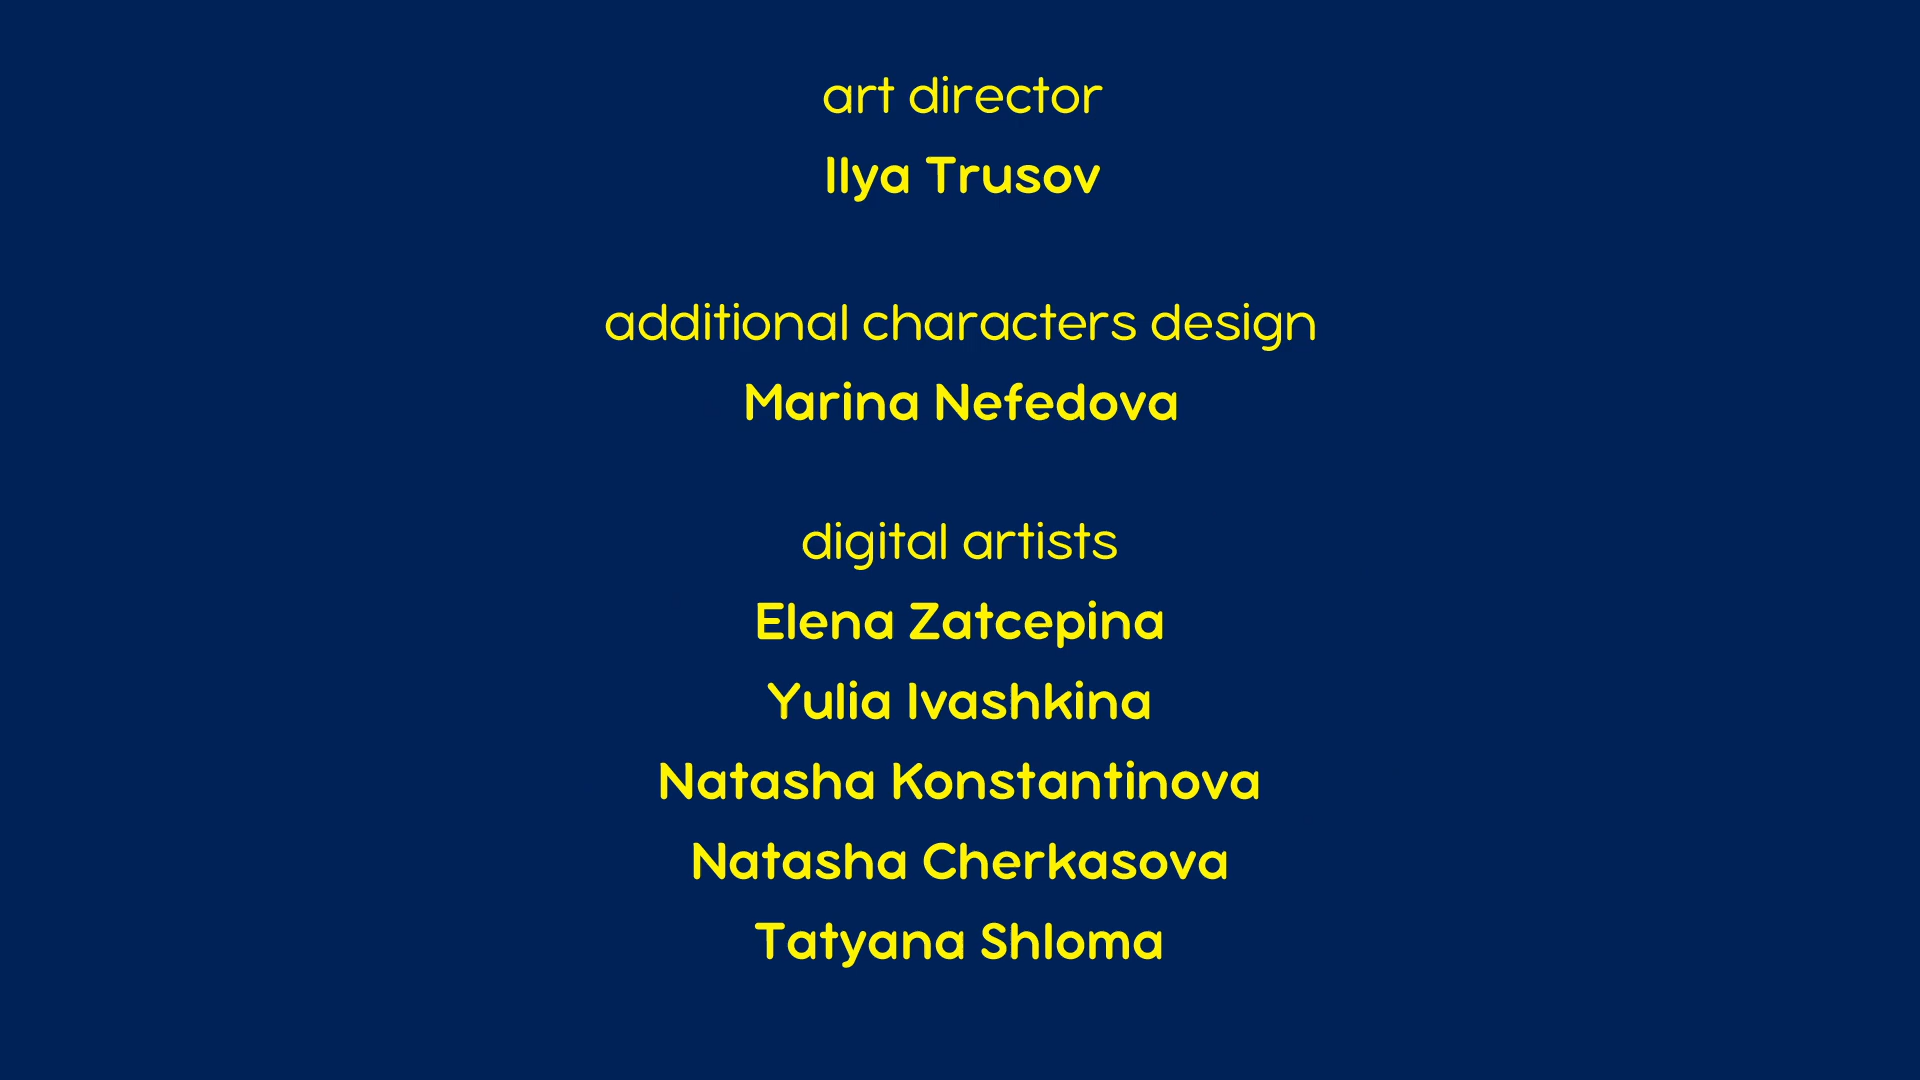 art director
Ilya Trusov
additional characters design
Marina Nefedova
digital artists
Elena Zatcepina
Yulia Ivashkina
Natasha Konstantinova
Natasha Cherkasova
Tatyana Shloma